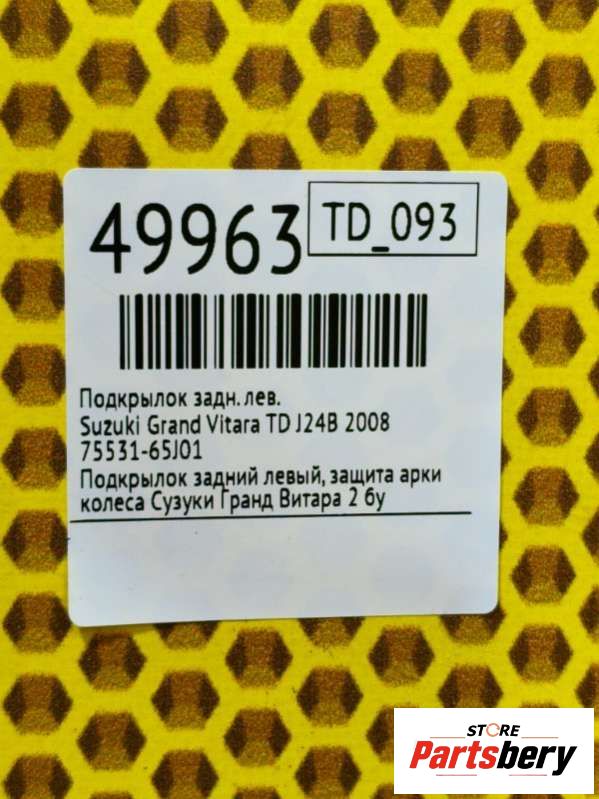 49963
TD_093
Подкрылок задн. лев.
Suzuki Grand Vitara TD J24B 2008
75531-65J01
Подкрылок задний левый, защита арки
колеса Сузуки Гранд Витара 2 бу
STORE
Partsbery